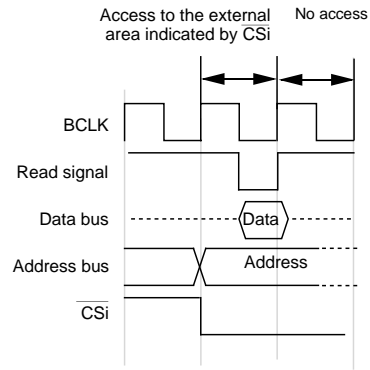 Access to the external
area indicated by CSi
No access
BCLK
Read signal
Data bus
Data
Address bus
Address
CSi